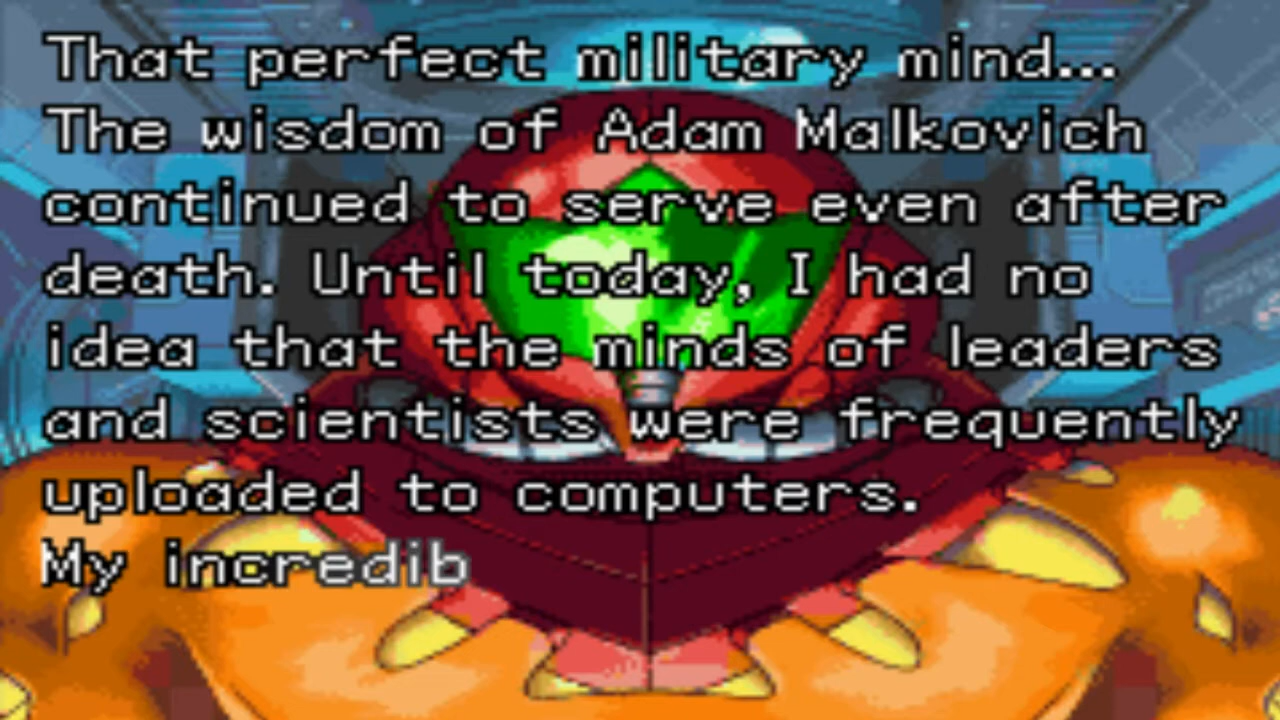 That perfect military mind...
The wisdom of Adam Malkovich
continued to serve even after
death. Until today, I had no
idea that the minds of leaders
and scientists were frequently
uploaded to computers.
My incredib